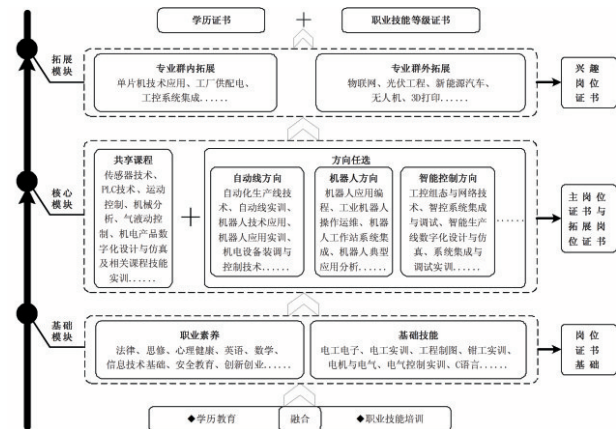 学历证书 + 职业技能等级证书
拓展
模块
专业群内拓展
单片机技术应用、工厂供配电、
工控系统集成……
专业群外拓展
物联网、光伏工程、新能源汽车、
无人机、3D打印……
兴趣
岗位
证书
核心
模块
共享课程
传感器技术、
PLC技术、运动
控制、机械分
析、气液动控
制、机电产品数
字化设计与仿真
及相关课程技能
实训……
+
方向任选
自动线方向
自动化生产线技
术、自动线实训、
机器人技术应用、
机器人应用实训、
机电设备装调与
控制技术……
机器人方向
机器人应用编
程、工业机器人
操作运维、机器
人工作站系统集
成、机器人典型
应用分析……
智能控制方向
工控组态与网络技
术、智控系统集成
与调试、智能生产
线数字化设计与仿
真、系统集成与
调试实训……
……
主岗位
证书与
拓展岗
位证书
基础
模块
职业素养
法律、思修、心理健康、英语、数学、
信息技术基础、安全教育、创新创业……
基础技能
电工电子、电工实训、工程制图、钳工实训、
电机与电气、电气控制实训、C语言……
岗位
证书
基础
◆学历教育 融合 ◆职业技能培训